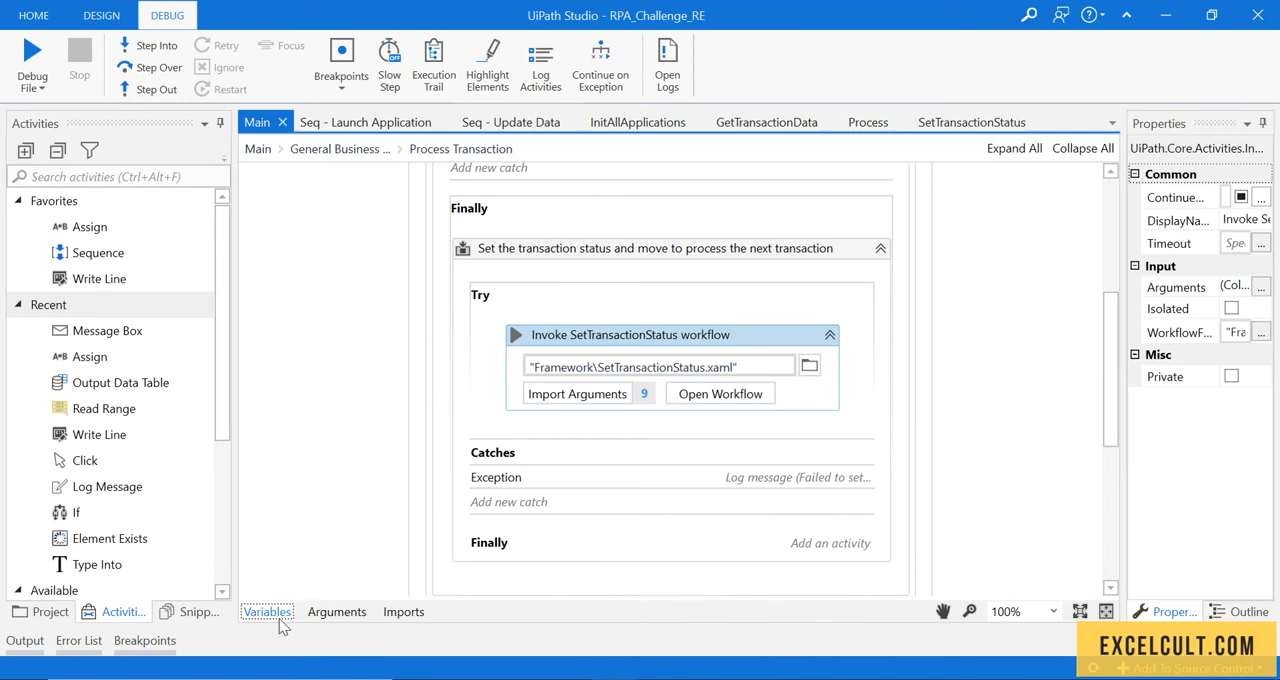 HOME DESIGN DEBUG UiPath Studio - RPA_Challenge_RE
Debug File Stop Step Into Step Over Step Out Retry Ignore Restart Focus Breakpoints Slow Step Execution Trail Highlight Elements Log Activities Continue on Exception Open Logs
Activities
Search activities (Ctrl+Alt+F)
Favorites
Assign
Sequence
Write Line
Recent
Message Box
Assign
Output Data Table
Read Range
Write Line
Click
Log Message
If
Element Exists
Type Into
Available
Project Activiti... Snipp...
Main Seq - Launch Application Seq - Update Data InitAllApplications GetTransactionData Process SetTransactionStatus
Main > General Business ... > Process Transaction Expand All Collapse All
Add new catch
Finally
Set the transaction status and move to process the next transaction
Try
Invoke SetTransactionStatus workflow
"Framework\SetTransactionStatus.xaml"
Import Arguments 9 Open Workflow
Catches
Exception Log message (Failed to set...
Add new catch
Finally Add an activity
Variables Arguments Imports 100%
Properties
UiPath.Core.Activities.In...
Common
Continue... ...
DisplayNa... Invoke Se
Timeout Spe ...
Input
Arguments (Col... ...
Isolated
WorkflowF... "Fra ...
Misc
Private
Proper... Outline
Output Error List Breakpoints
EXCELCULT.COM
Add To Source Control